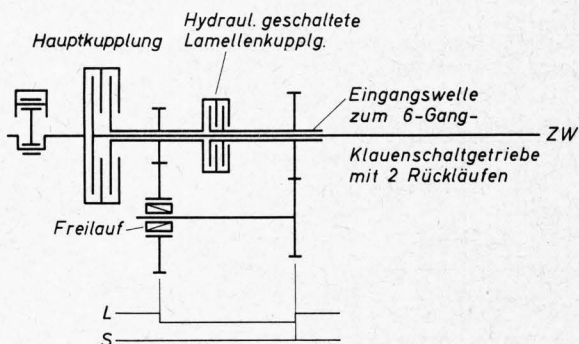 Hydraul. geschaltete
Lamellenkupplg.
Hauptkupplung
Eingangswelle
zum 6-Gang-
ZW
Klauenschaltgetriebe
mit 2 Rückläufen
Freilauf
L
S